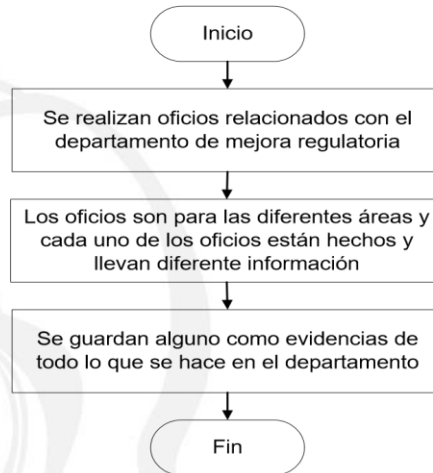 Inicio
Se realizan oficios relacionados con el
departamento de mejora regulatoria
Los oficios son para las diferentes áreas y
cada uno de los oficios están hechos y
llevan diferente información
Se guardan alguno como evidencias de
todo lo que se hace en el departamento
Fin